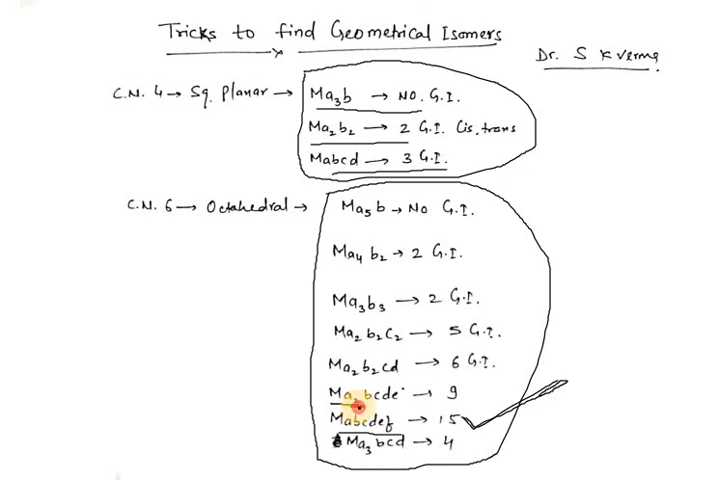 Tricks to find Geometrical Isomers
Dr. S K Verma
C.N. 4 → Sq. Planar → Ma₃b → NO. G.I.
Ma₂b₂ → 2 G.I. Cis, trans
Mabcd → 3 G.I.
C.N. 6 → Octahedral → Ma₅b → No G.I.
Ma₄b₂ → 2 G.I.
Ma₃b₃ → 2 G.I.
Ma₂b₂C₂ → 5 G.I.
Ma₂b₂cd → 6 G.I.
Ma₂bcde → 9
Mabcdef → 15
Ma₃bcd → 4